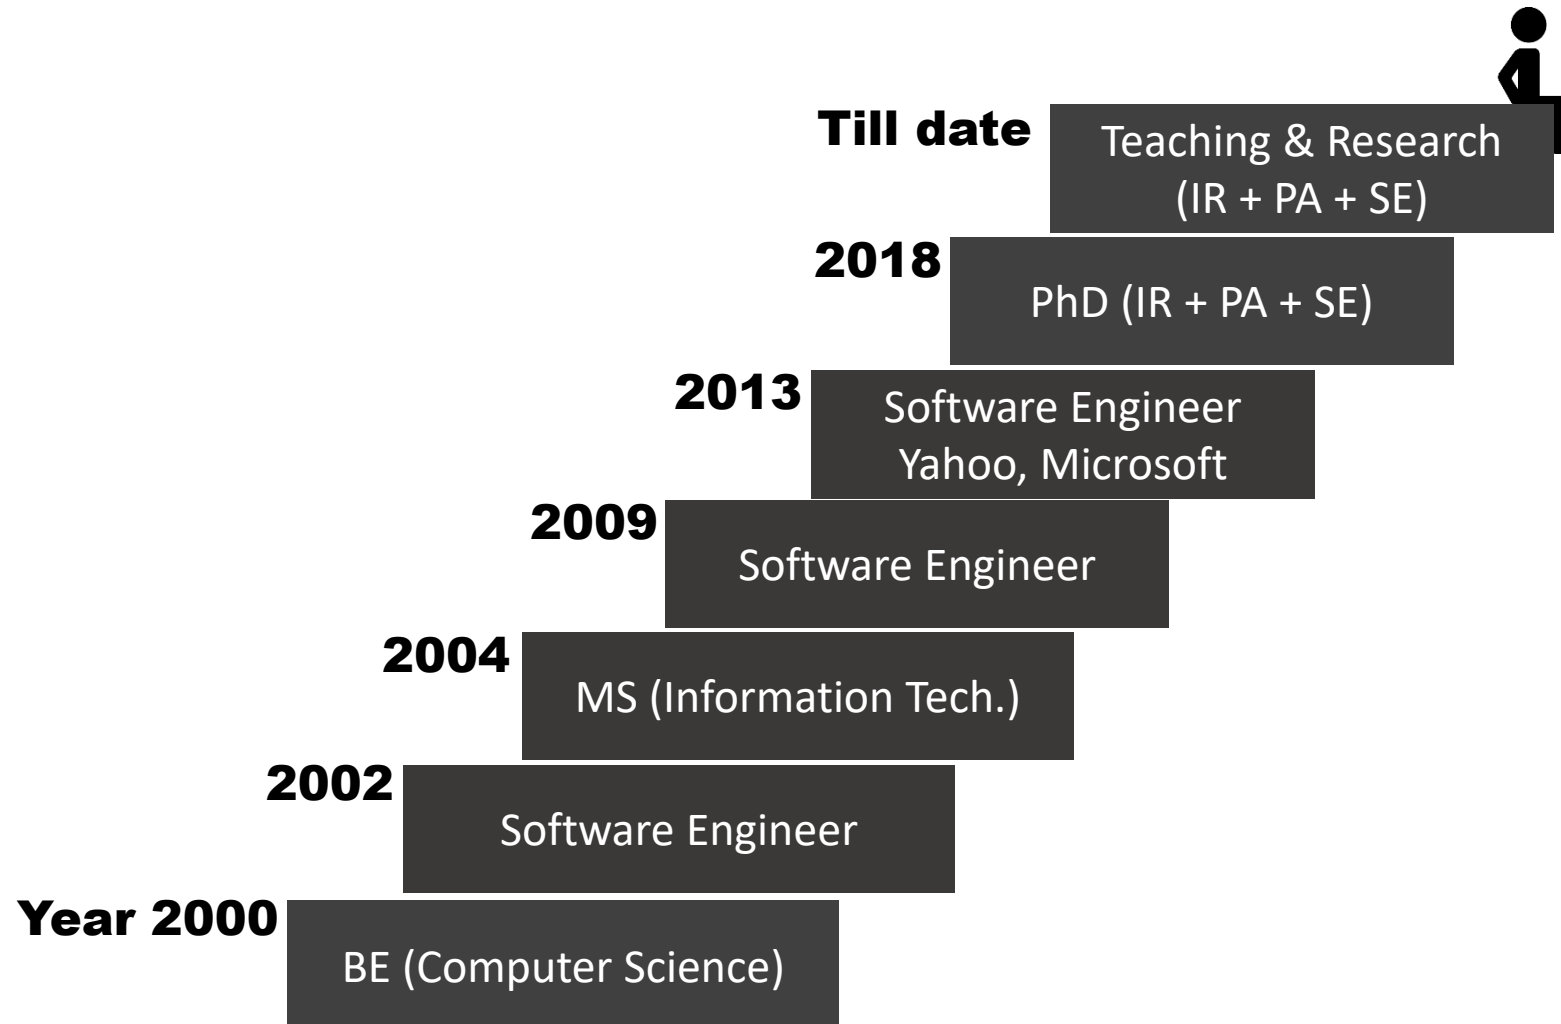 Till date
Teaching & Research
(IR + PA + SE)
2018
PhD (IR + PA + SE)
2013
Software Engineer
Yahoo, Microsoft
2009
Software Engineer
2004
MS (Information Tech.)
2002
Software Engineer
Year 2000
BE (Computer Science)